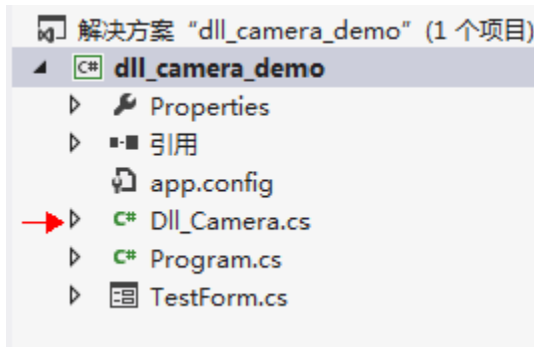 解决方案 “dll_camera_demo” (1 个项目)
C# dll_camera_demo
Properties
引用
app.config
C# Dll_Camera.cs
C# Program.cs
TestForm.cs